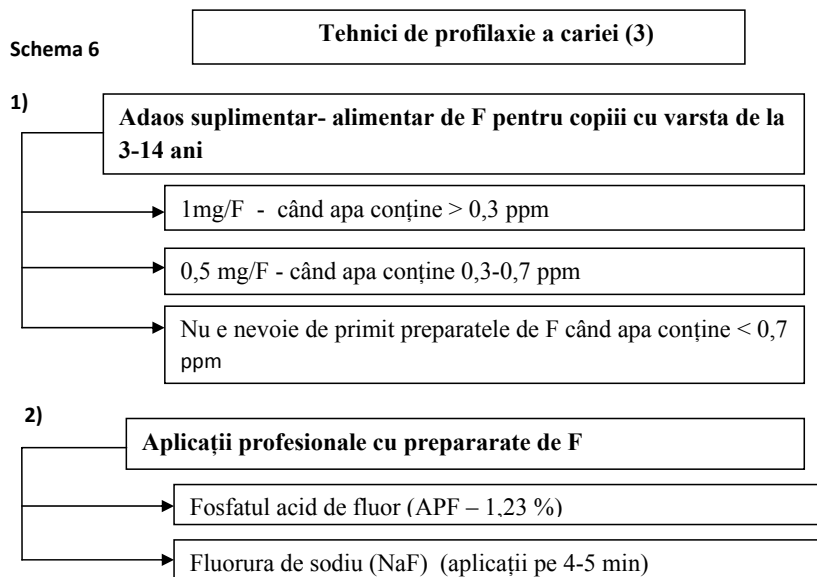 Tehnici de profilaxie a cariei (3)
Schema 6
1)
Adaos suplimentar- alimentar de F pentru copiii cu varsta de la
3-14 ani
1mg/F - când apa conține > 0,3 ppm
0,5 mg/F - când apa conține 0,3-0,7 ppm
Nu e nevoie de primit preparatele de F când apa conține < 0,7
ppm
2)
Aplicații profesionale cu prepararate de F
Fosfatul acid de fluor (APF – 1,23 %)
Fluorura de sodiu (NaF) (aplicații pe 4-5 min)